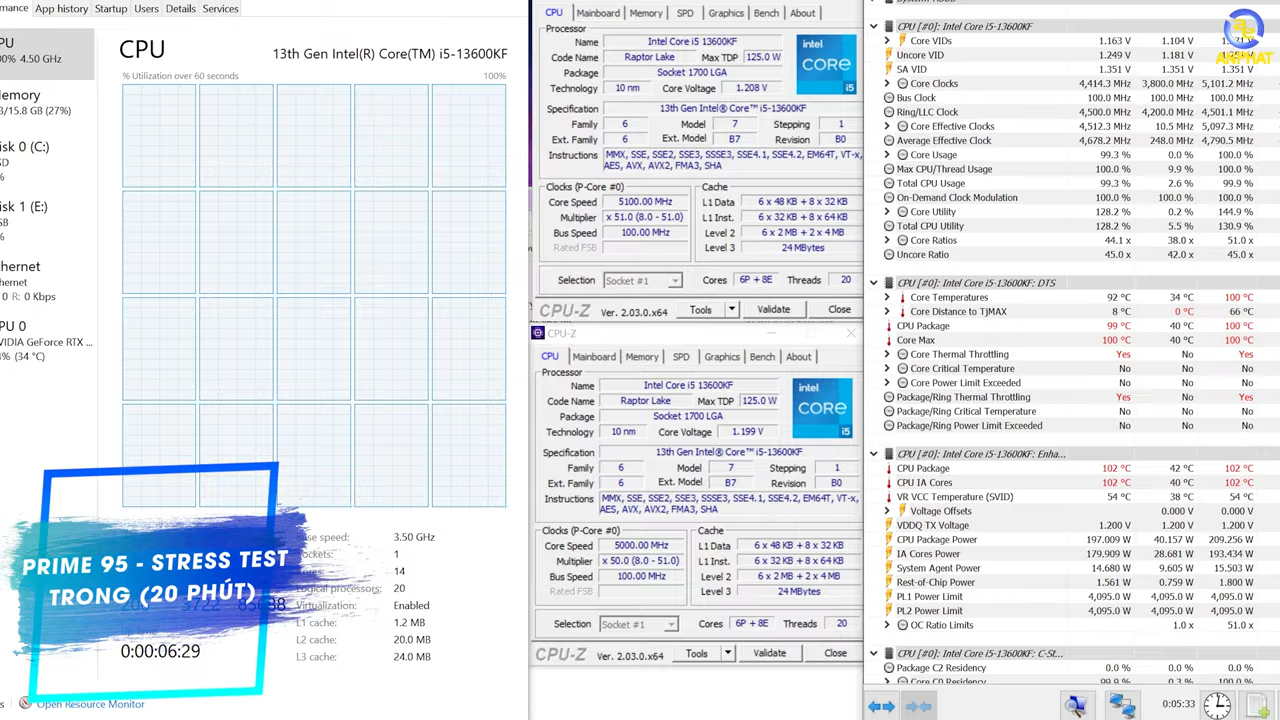 mance App history Startup Users Details Services
PU
00% 4.50 GHz
Memory
3/15.8 GB (27%)
isk 0 (C:)
SD
%
isk 1 (E:)
SB
%
thernet
hernet
0 R: 0 Kbps
PU 0
VIDIA GeForce RTX ...
% (34 °C)
CPU 13th Gen Intel(R) Core(TM) i5-13600KF
% Utilization over 60 seconds 100%
Base speed: 3.50 GHz
ockets: 1
14
Logical processors: 20
Virtualization: Enabled
L1 cache: 1.2 MB
L2 cache: 20.0 MB
L3 cache: 24.0 MB
0:00:06:29
PRIME 95 - STRESS TEST
TRONG (20 PHÚT)
Open Resource Monitor
CPU Mainboard Memory SPD Graphics Bench About
Processor
Name Intel Core i5 13600KF
Code Name Raptor Lake Max TDP 125.0 W
Package Socket 1700 LGA
Technology 10 nm Core Voltage 1.208 V
intel
CORE
i5
Specification 13th Gen Intel® Core™ i5-13600KF
Family 6 Model 7 Stepping 1
Ext. Family 6 Ext. Model B7 Revision B0
Instructions MMX, SSE, SSE2, SSE3, SSSE3, SSE4.1, SSE4.2, EM64T, VT-x,
AES, AVX, AVX2, FMA3, SHA
Clocks (P-Core #0) Cache
Core Speed 5100.00 MHz L1 Data 6 x 48 KB + 8 x 32 KB
Multiplier x 51.0 (8.0 - 51.0) L1 Inst. 6 x 32 KB + 8 x 64 KB
Bus Speed 100.00 MHz Level 2 6 x 2 MB + 2 x 4 MB
Rated FSB Level 3 24 MBytes
Selection Socket #1 Cores 6P + 8E Threads 20
CPU-Z Ver. 2.03.0.x64 Tools Validate Close
CPU-Z
CPU Mainboard Memory SPD Graphics Bench About
Processor
Name Intel Core i5 13600KF
Code Name Raptor Lake Max TDP 125.0 W
Package Socket 1700 LGA
Technology 10 nm Core Voltage 1.199 V
intel
CORE
i5
Specification 13th Gen Intel® Core™ i5-13600KF
Family 6 Model 7 Stepping 1
Ext. Family 6 Ext. Model B7 Revision B0
Instructions MMX, SSE, SSE2, SSE3, SSSE3, SSE4.1, SSE4.2, EM64T, VT-x,
AES, AVX, AVX2, FMA3, SHA
Clocks (P-Core #0) Cache
Core Speed 5000.00 MHz L1 Data 6 x 48 KB + 8 x 32 KB
Multiplier x 50.0 (8.0 - 51.0) L1 Inst. 6 x 32 KB + 8 x 64 KB
Bus Speed 100.00 MHz Level 2 6 x 2 MB + 2 x 4 MB
Rated FSB Level 3 24 MBytes
Selection Socket #1 Cores 6P + 8E Threads 20
CPU-Z Ver. 2.03.0.x64 Tools Validate Close
ARPHAT
CPU [#0]: Intel Core i5-13600KF
Core VIDs 1.163 V 1.104 V
Uncore VID 1.249 V 1.181 V
SA VID 1.351 V 1.351 V 1.351 V
Core Clocks 4,414.3 MHz 3,800.0 MHz 5,101.2 MHz
Bus Clock 100.0 MHz 100.0 MHz 100.0 MHz
Ring/LLC Clock 4,500.0 MHz 4,200.0 MHz 4,501.1 MHz
Core Effective Clocks 4,512.3 MHz 10.5 MHz 5,097.3 MHz
Average Effective Clock 4,678.2 MHz 248.0 MHz 4,790.5 MHz
Core Usage 99.3 % 0.0 % 100.0 %
Max CPU/Thread Usage 100.0 % 9.9 % 100.0 %
Total CPU Usage 99.3 % 2.6 % 99.9 %
On-Demand Clock Modulation 100.0 % 100.0 % 100.0 %
Core Utility 128.2 % 0.2 % 144.9 %
Total CPU Utility 128.2 % 5.5 % 130.9 %
Core Ratios 44.1 x 38.0 x 51.0 x
Uncore Ratio 45.0 x 42.0 x 45.0 x
CPU [#0]: Intel Core i5-13600KF: DTS
Core Temperatures 92 °C 34 °C 100 °C
Core Distance to TjMAX 8 °C 0 °C 66 °C
CPU Package 99 °C 40 °C 100 °C
Core Max 100 °C 40 °C 100 °C
Core Thermal Throttling Yes No Yes
Core Critical Temperature No No No
Core Power Limit Exceeded No No No
Package/Ring Thermal Throttling Yes No Yes
Package/Ring Critical Temperature No No No
Package/Ring Power Limit Exceeded No No No
CPU [#0]: Intel Core i5-13600KF: Enha...
CPU Package 102 °C 42 °C 102 °C
CPU IA Cores 102 °C 40 °C 102 °C
VR VCC Temperature (SVID) 54 °C 38 °C 54 °C
Voltage Offsets 0.000 V 0.000 V
VDDQ TX Voltage 1.200 V 1.200 V 1.200 V
CPU Package Power 197.009 W 40.157 W 209.256 W
IA Cores Power 179.909 W 28.681 W 193.434 W
System Agent Power 14.680 W 9.605 W 15.503 W
Rest-of-Chip Power 1.561 W 0.759 W 1.800 W
PL1 Power Limit 4,095.0 W 4,095.0 W 4,095.0 W
PL2 Power Limit 4,095.0 W 4,095.0 W 4,095.0 W
OC Ratio Limits 1.0 x 51.0 x
CPU [#0]: Intel Core i5-13600KF: C-St...
Package C2 Residency 0.0 % 0.0 % 0.0 %
Core C0 Residency 99.9 % 0.3 % 100.0 %
0:05:33